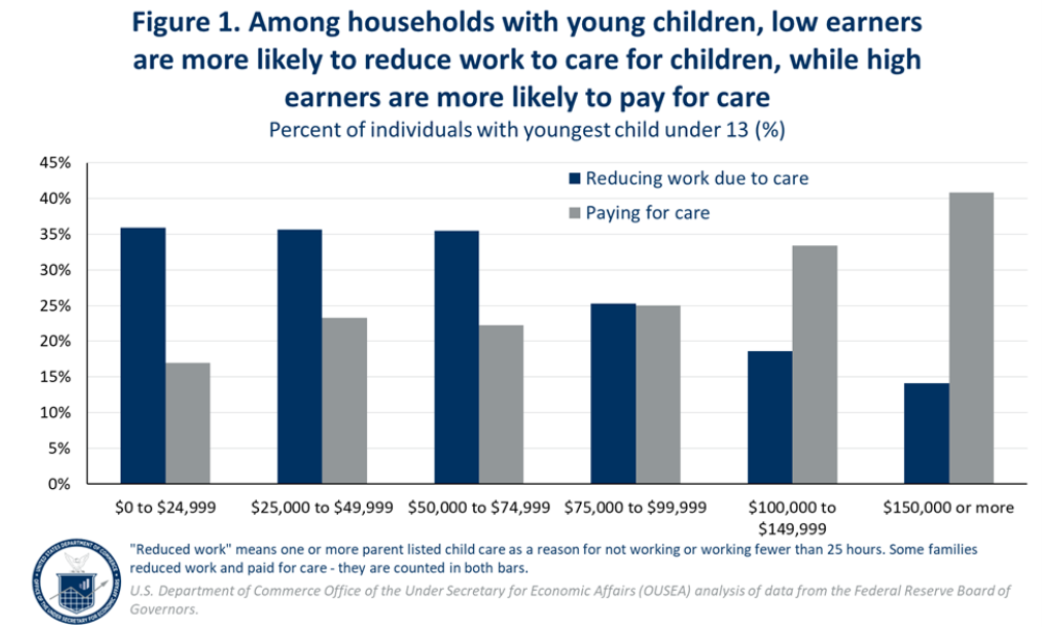 Figure 1. Among households with young children, low earners
are more likely to reduce work to care for children, while high
earners are more likely to pay for care
Percent of individuals with youngest child under 13 (%)
45%
40%
35%
30%
25%
20%
15%
10%
5%
0%
Reducing work due to care
Paying for care
$0 to $24,999
$25,000 to $49,999
$50,000 to $74,999
$75,000 to $99,999
$100,000 to
$149,999
$150,000 or more
"Reduced work" means one or more parent listed child care as a reason for not working or working fewer than 25 hours. Some families
reduced work and paid for care - they are counted in both bars.
U.S. Department of Commerce Office of the Under Secretary for Economic Affairs (OUSEA) analysis of data from the Federal Reserve Board of
Governors.
UNITED STATES DEPARTMENT OF COMMERCE